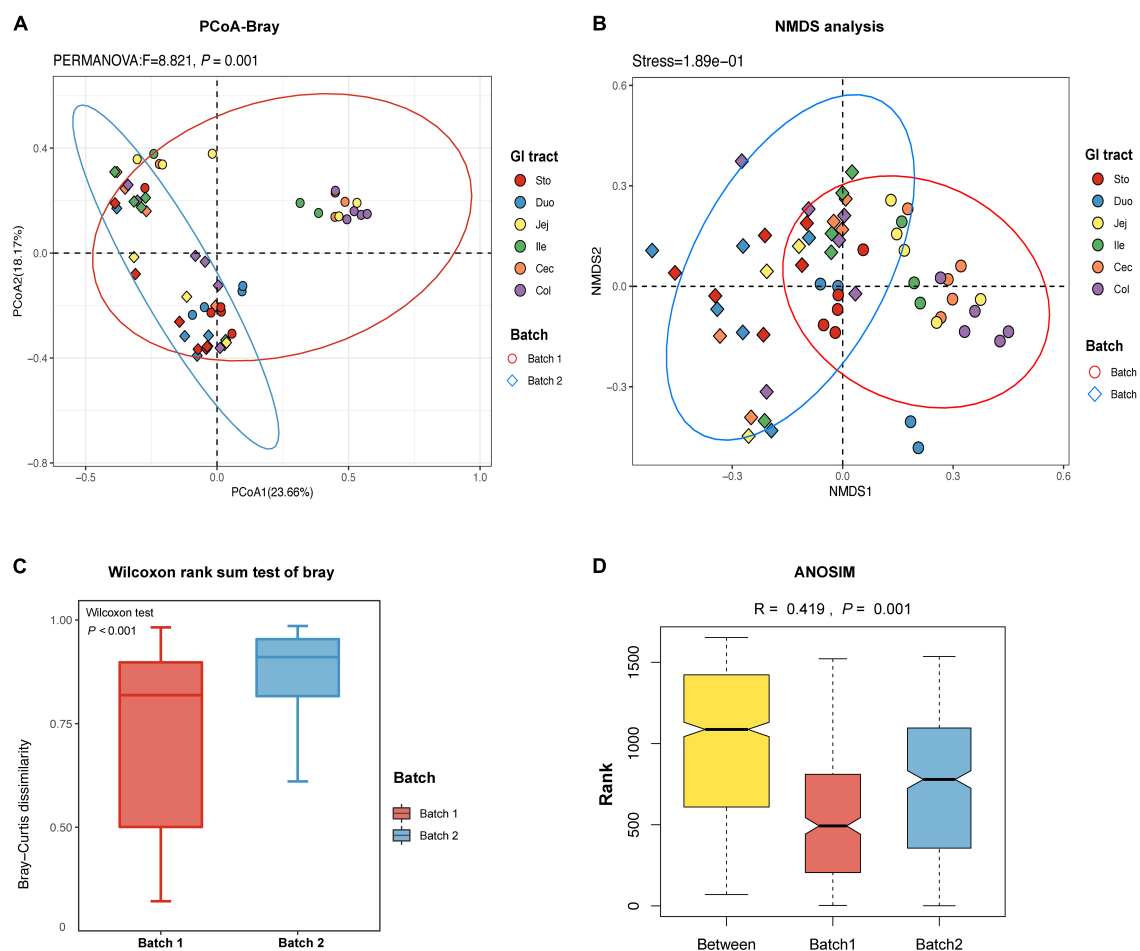 A
PCoA-Bray
PERMANOVA:F=8.821, P = 0.001
PCoA2(18.17%)
0.4
0.0
−0.4
−0.8
−0.5
0.0
0.5
1.0
PCoA1(23.66%)
GI tract
Sto
Duo
Jej
Ile
Cec
Col
Batch
Batch 1
Batch 2
B
NMDS analysis
Stress=1.89e−01
NMDS2
0.6
0.3
0.0
−0.3
−0.3
0.0
0.3
0.6
NMDS1
GI tract
Sto
Duo
Jej
Ile
Cec
Col
Batch
Batch
Batch
C
Wilcoxon rank sum test of bray
Wilcoxon test
P < 0.001
Bray−Curtis dissimilarity
1.00
0.75
0.50
0
Batch 1
Batch 2
Batch
Batch 1
Batch 2
D
ANOSIM
R = 0.419 , P = 0.001
Rank
1500
1000
500
0
Between
Batch1
Batch2